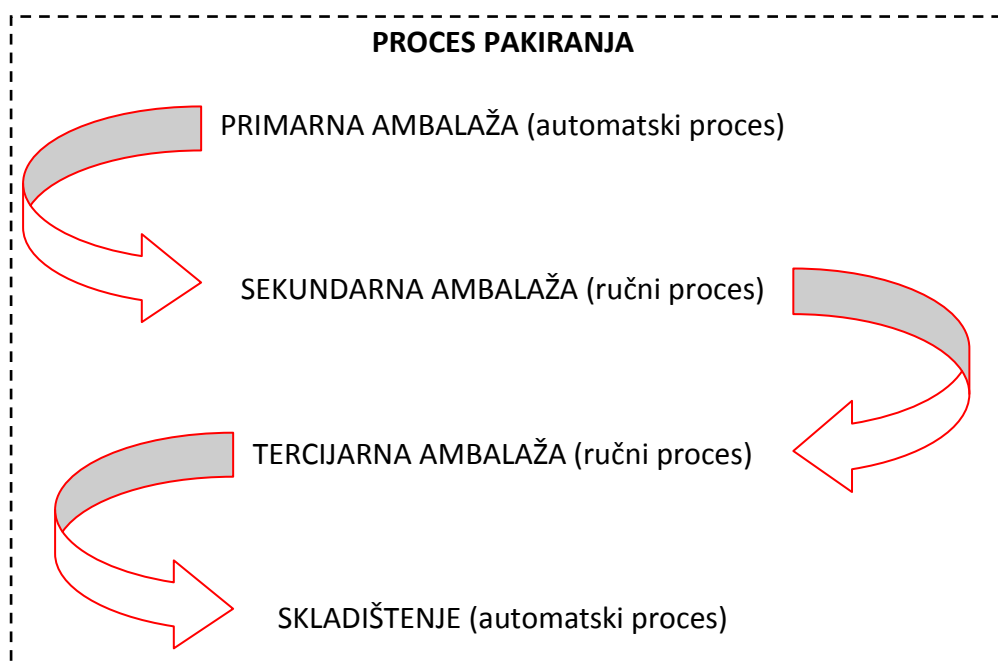 PROCES PAKIRANJA
PRIMARNA AMBALAŽA (automatski proces)
SEKUNDARNA AMBALAŽA (ručni proces)
TERCIJARNA AMBALAŽA (ručni proces)
SKLADIŠTENJE (automatski proces)